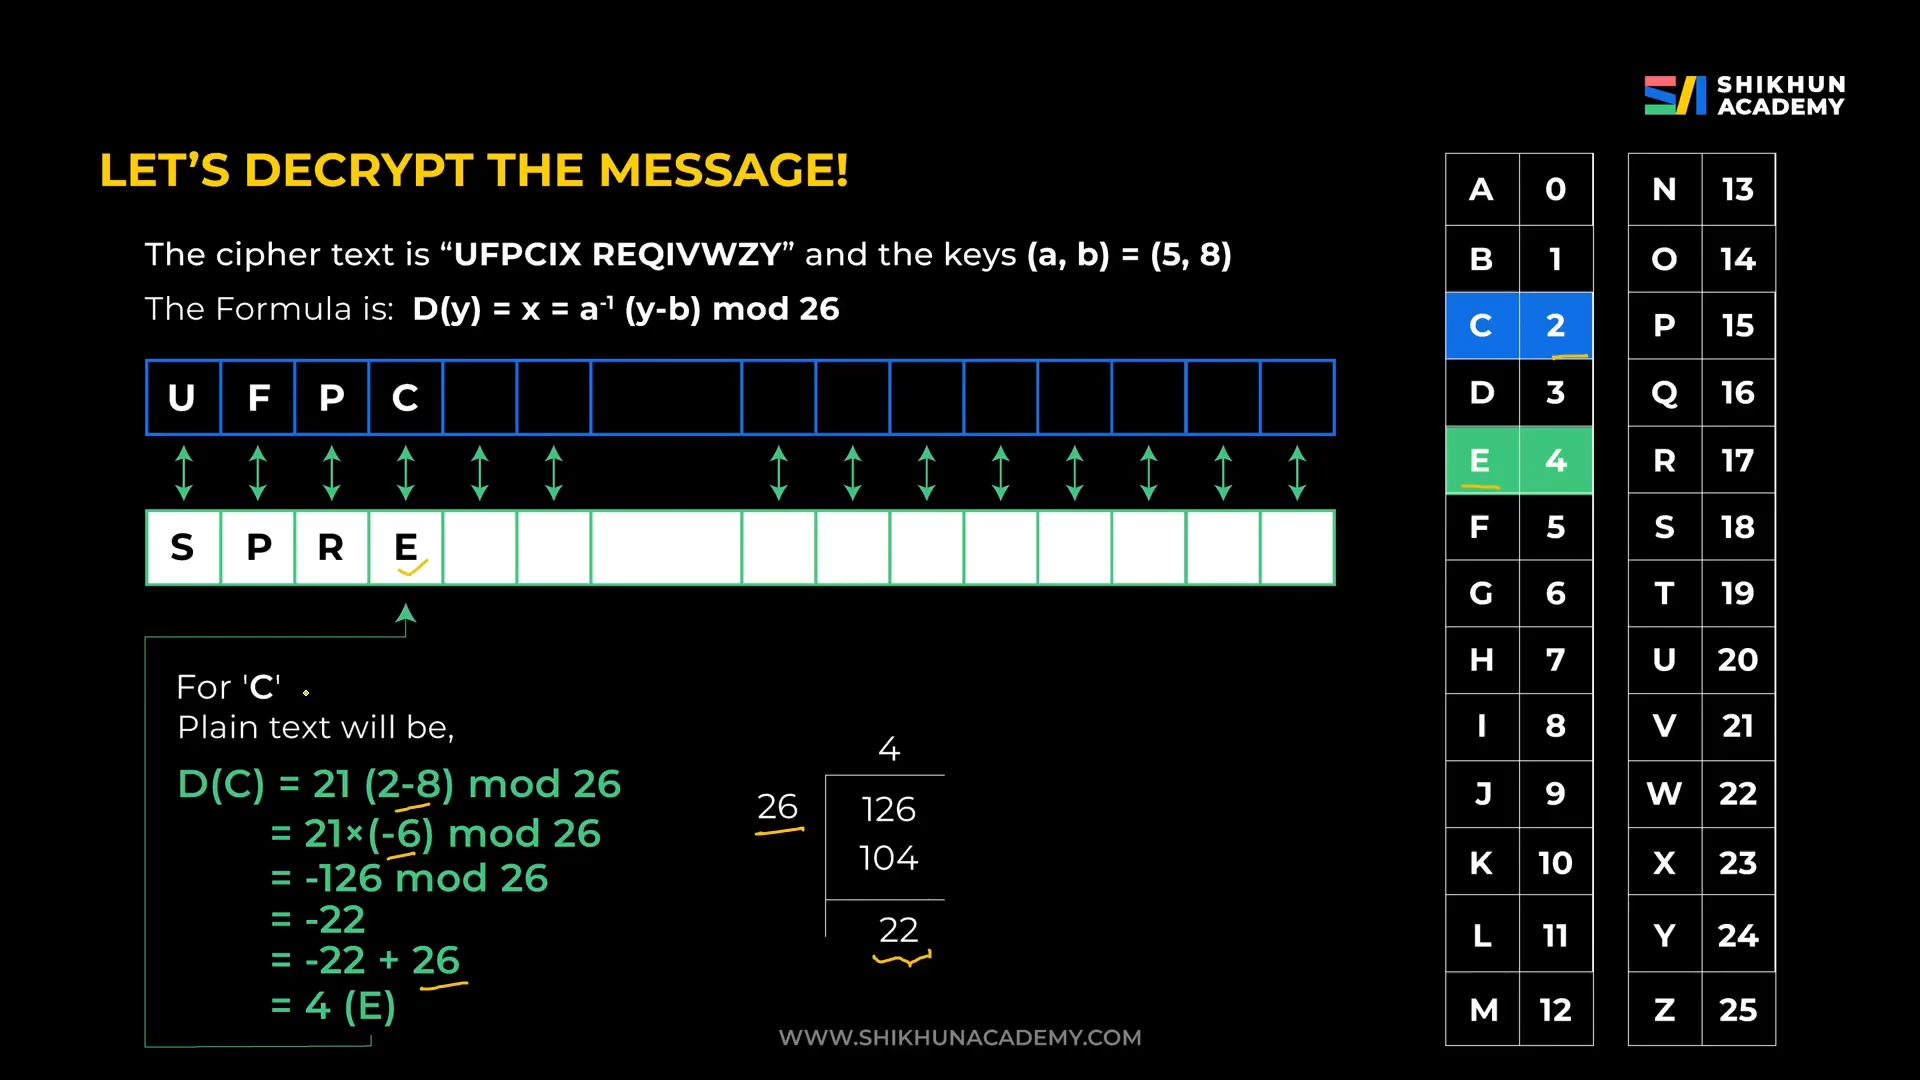 SHIKHUN
ACADEMY
LET’S DECRYPT THE MESSAGE!
The cipher text is “UFPCIX REQIVWZY” and the keys (a, b) = (5, 8)
The Formula is: D(y) = x = a⁻¹ (y-b) mod 26
U F P C
S P R E
For 'C'
Plain text will be,
D(C) = 21 (2-8) mod 26
= 21×(-6) mod 26
= -126 mod 26
= -22
= -22 + 26
= 4 (E)
4
26 126
104
22
A 0 N 13
B 1 O 14
C 2 P 15
D 3 Q 16
E 4 R 17
F 5 S 18
G 6 T 19
H 7 U 20
I 8 V 21
J 9 W 22
K 10 X 23
L 11 Y 24
M 12 Z 25
WWW.SHIKHUNACADEMY.COM